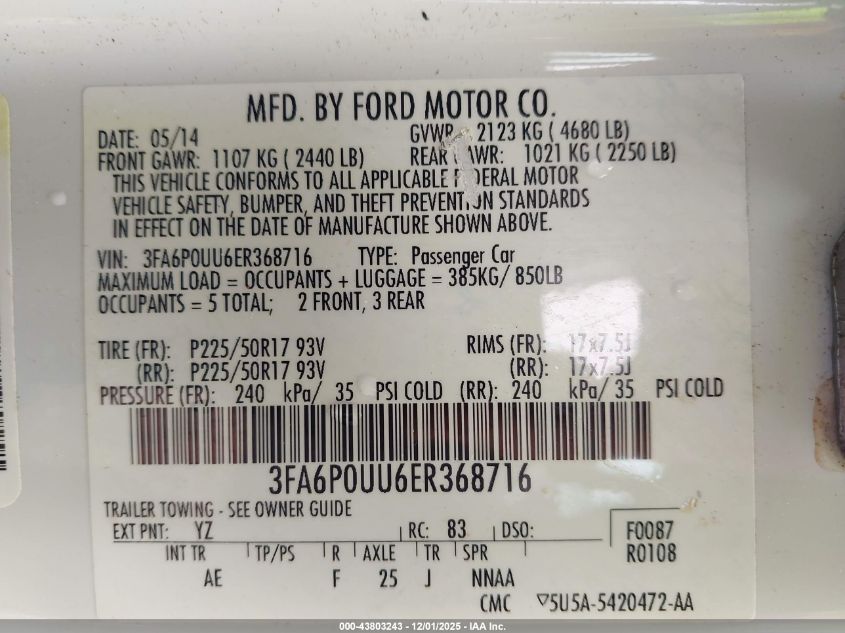 MFD. BY FORD MOTOR CO.
DATE: 05/14 GVWR 2123 KG ( 4680 LB)
FRONT GAWR: 1107 KG ( 2440 LB) REAR WR: 1021 KG ( 2250 LB)
THIS VEHICLE CONFORMS TO ALL APPLICABLE F DERAL MOTOR
VEHICLE SAFETY, BUMPER, AND THEFT PREVENTION STANDARDS
IN EFFECT ON THE DATE OF MANUFACTURE SHOWN ABOVE.
VIN: 3FA6P0UU6ER368716 TYPE: Passenger Car
MAXIMUM LOAD = OCCUPANTS + LUGGAGE = 385KG/ 850LB
OCCUPANTS = 5 TOTAL; 2 FRONT, 3 REAR
TIRE (FR): P225/50R17 93V RIMS (FR): 17x7.5J
(RR): P225/50R17 93V (RR): 17x7.5J
PRESSURE (FR): 240 kPa/ 35 PSI COLD (RR): 240 kPa/ 35 PSI COLD
3FA6P0UU6ER368716
TRAILER TOWING - SEE OWNER GUIDE
EXT PNT: YZ RC: 83 DSO: F0087
INT TR TP/PS R AXLE TR SPR R0108
AE F 25 J NNAA
CMC ▽5U5A-5420472-AA
000-43803243 - 12/01/2025 - IAA Inc.